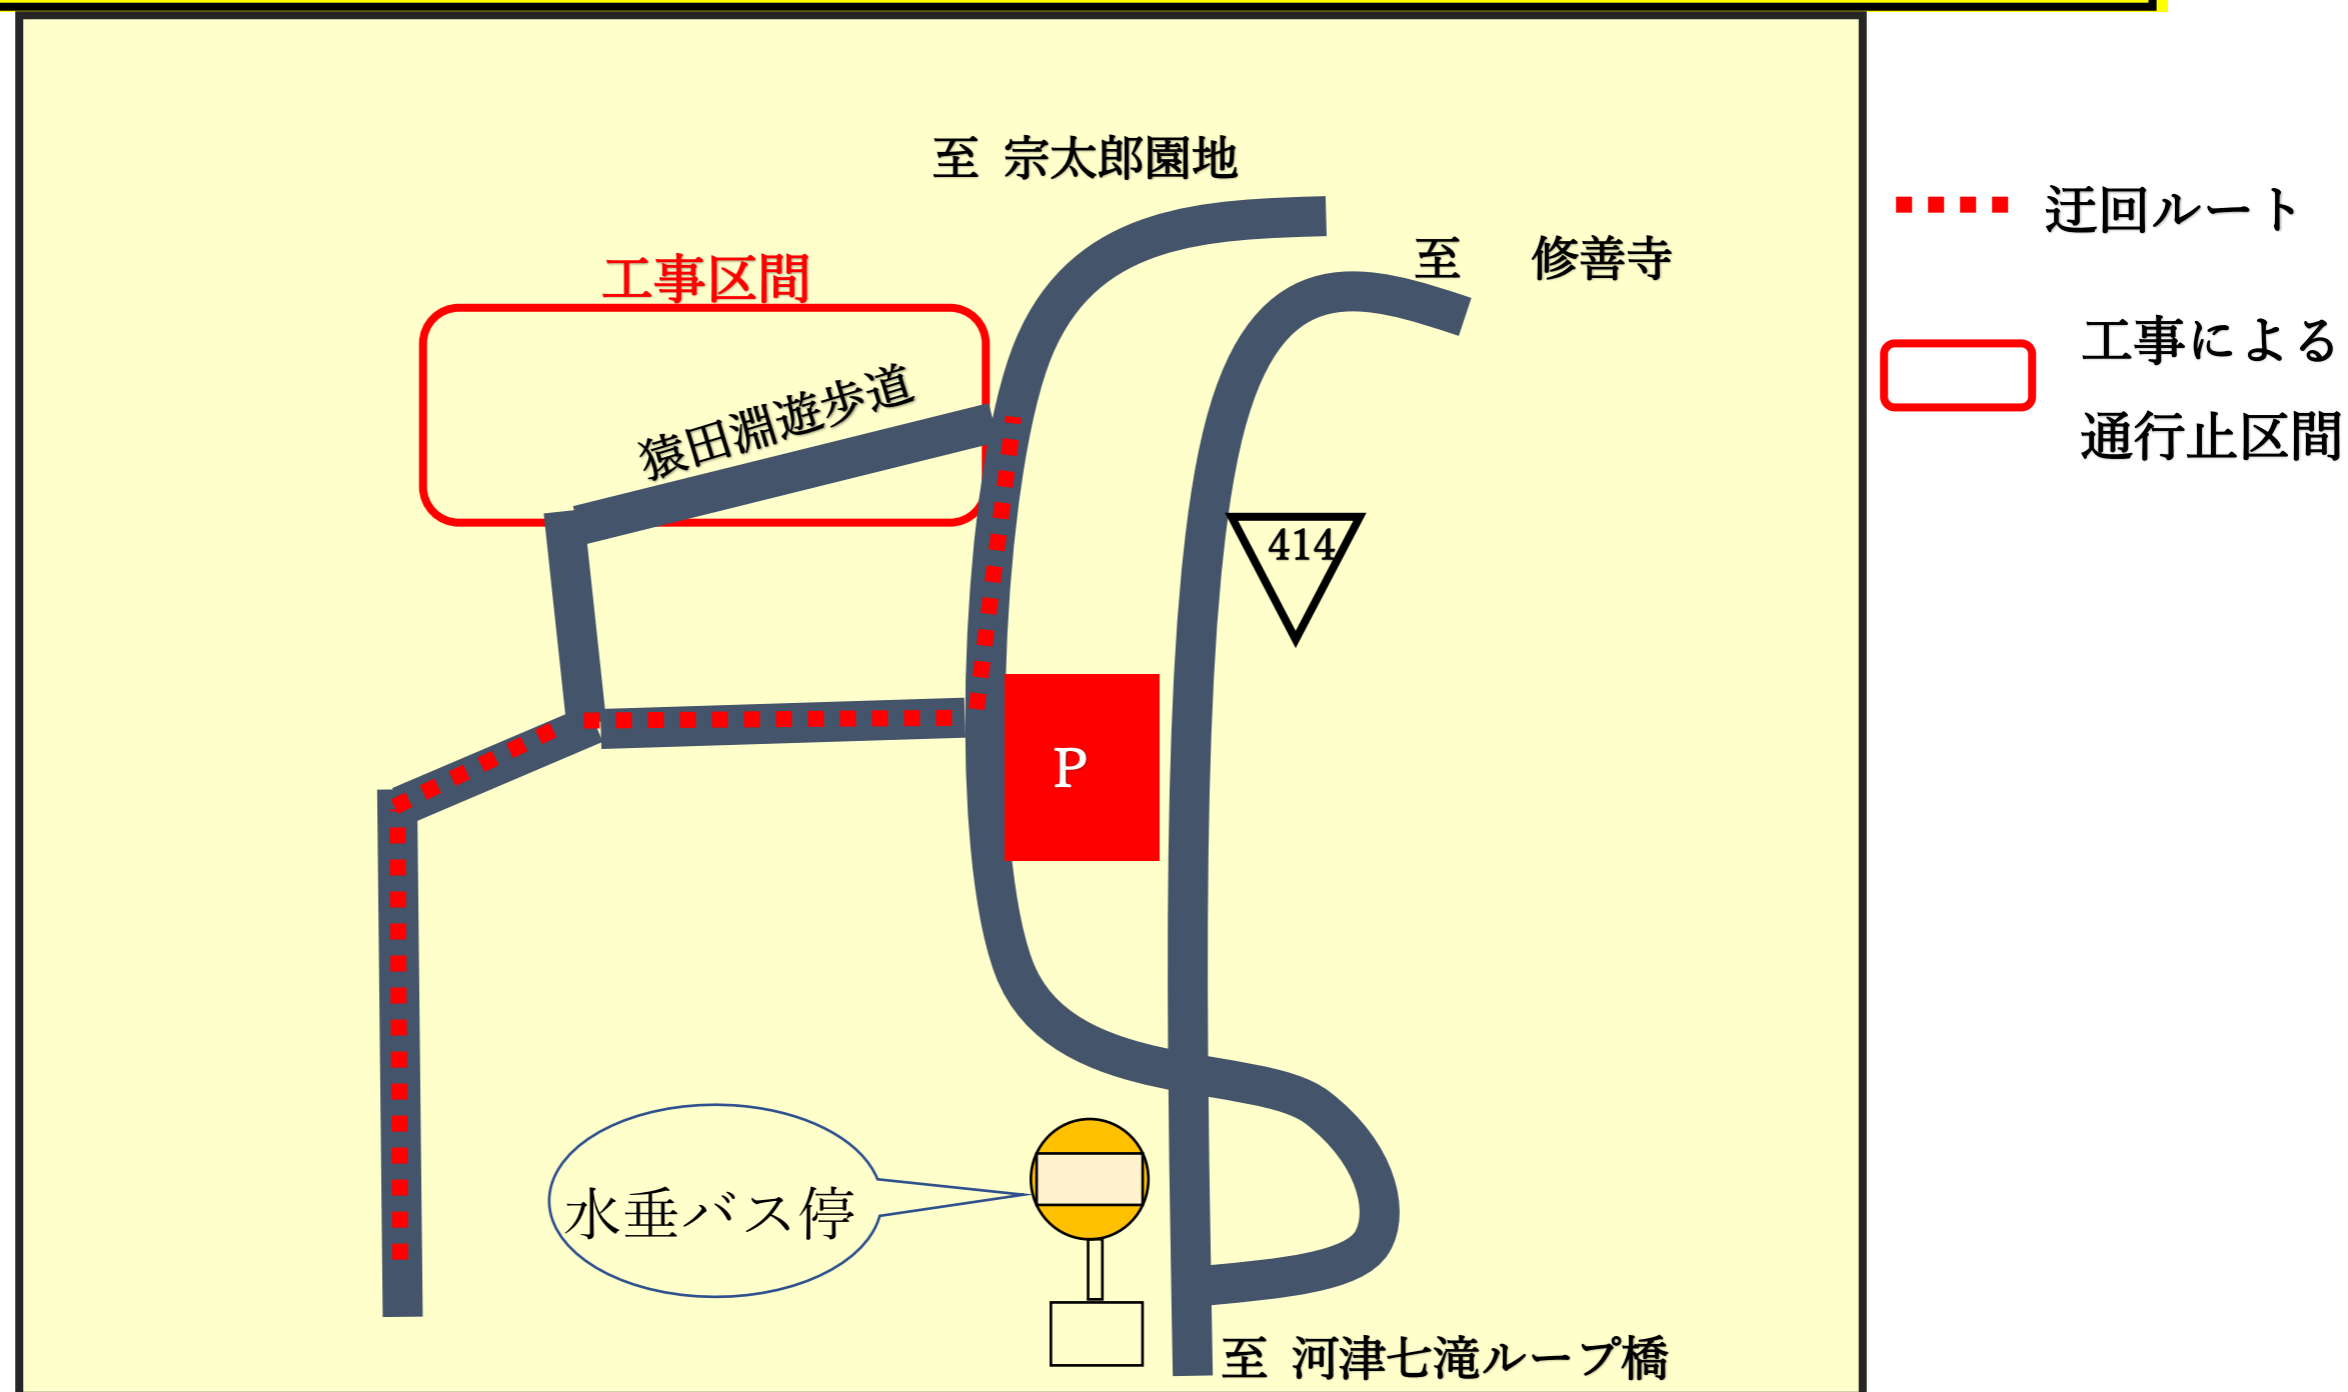 至 宗太郎園地
至 修善寺
工事区間
猿田淵遊歩道
414
P
水垂バス停
至 河津七滝ループ橋
迂回ルート
工事による
通行止区間